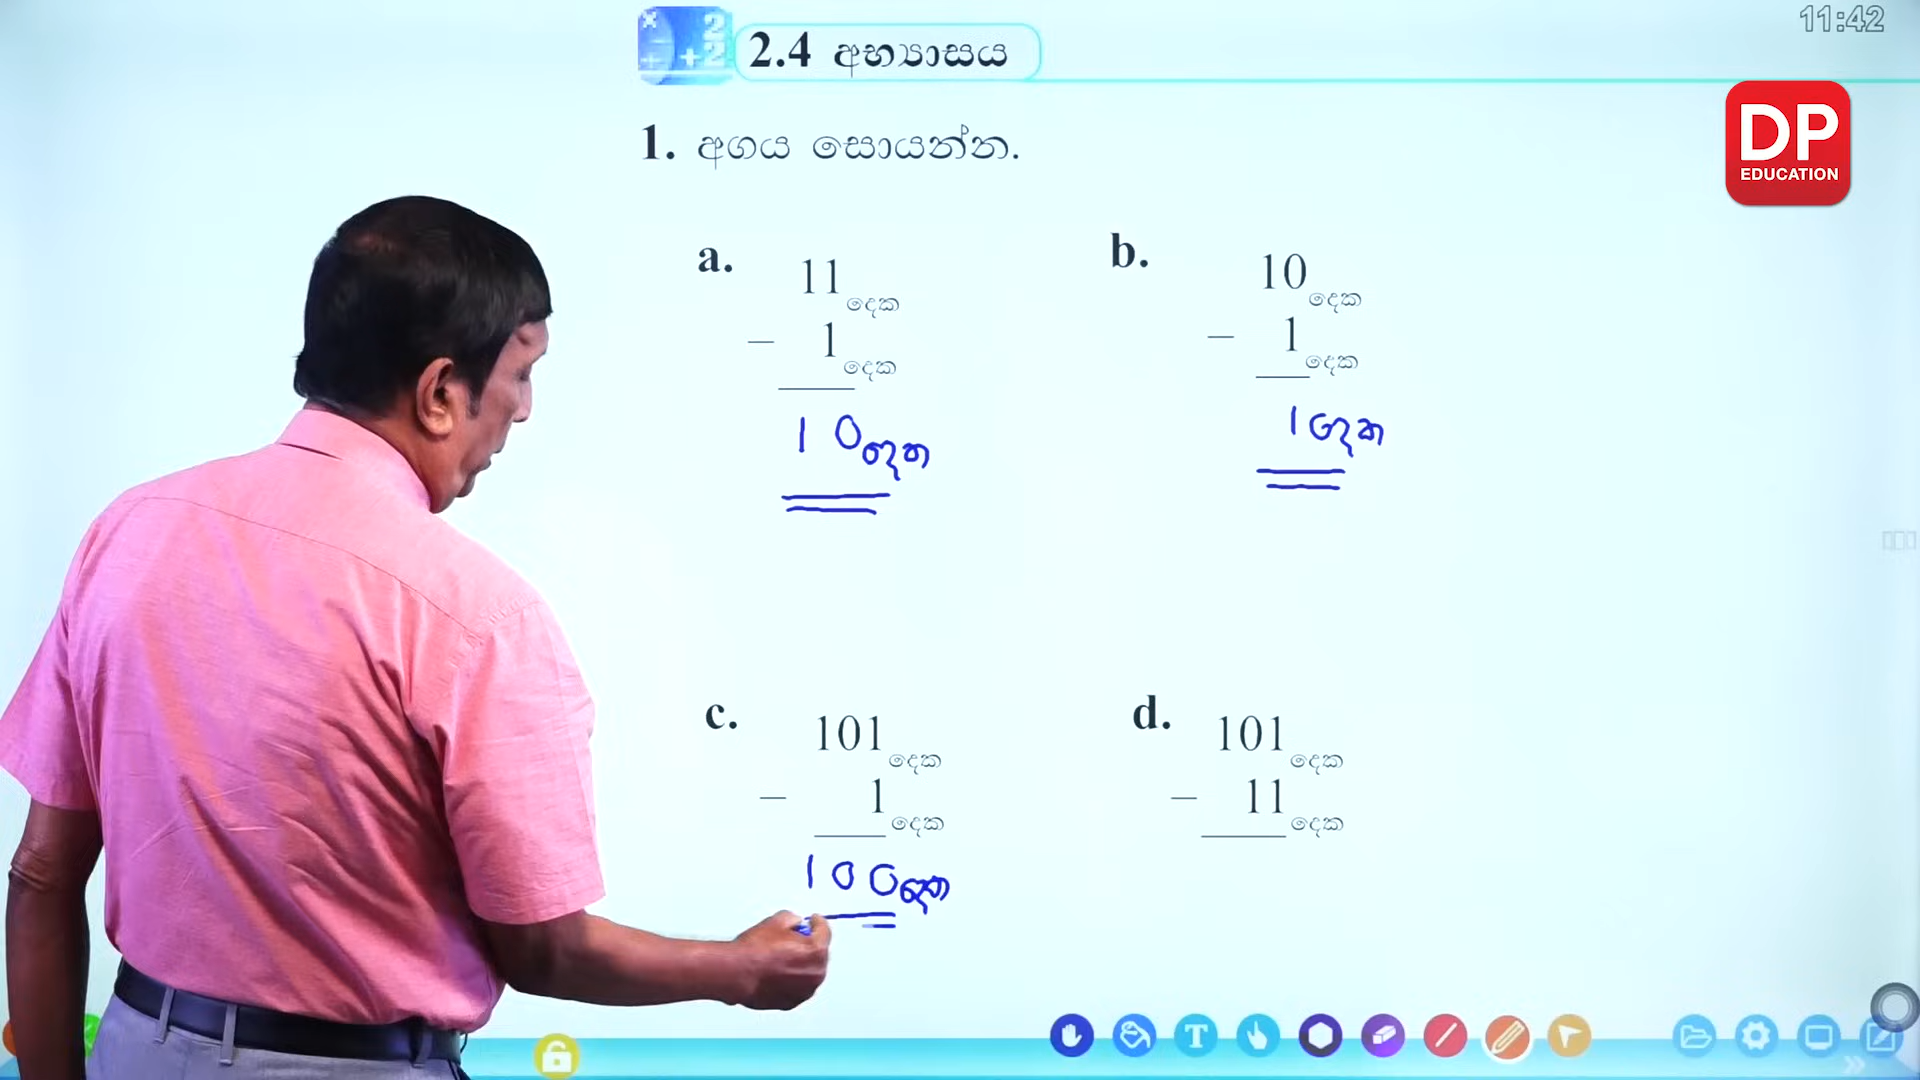 11:42
2.4 අභ්‍යාසය
DP
EDUCATION
1. අගය සොයන්න.
a.
11 දෙක
− 1 දෙක
10 දෙක
b.
10 දෙක
− 1 දෙක
1 දෙක
c.
101 දෙක
− 1 දෙක
100 දෙක
d.
101 දෙක
− 11 දෙක